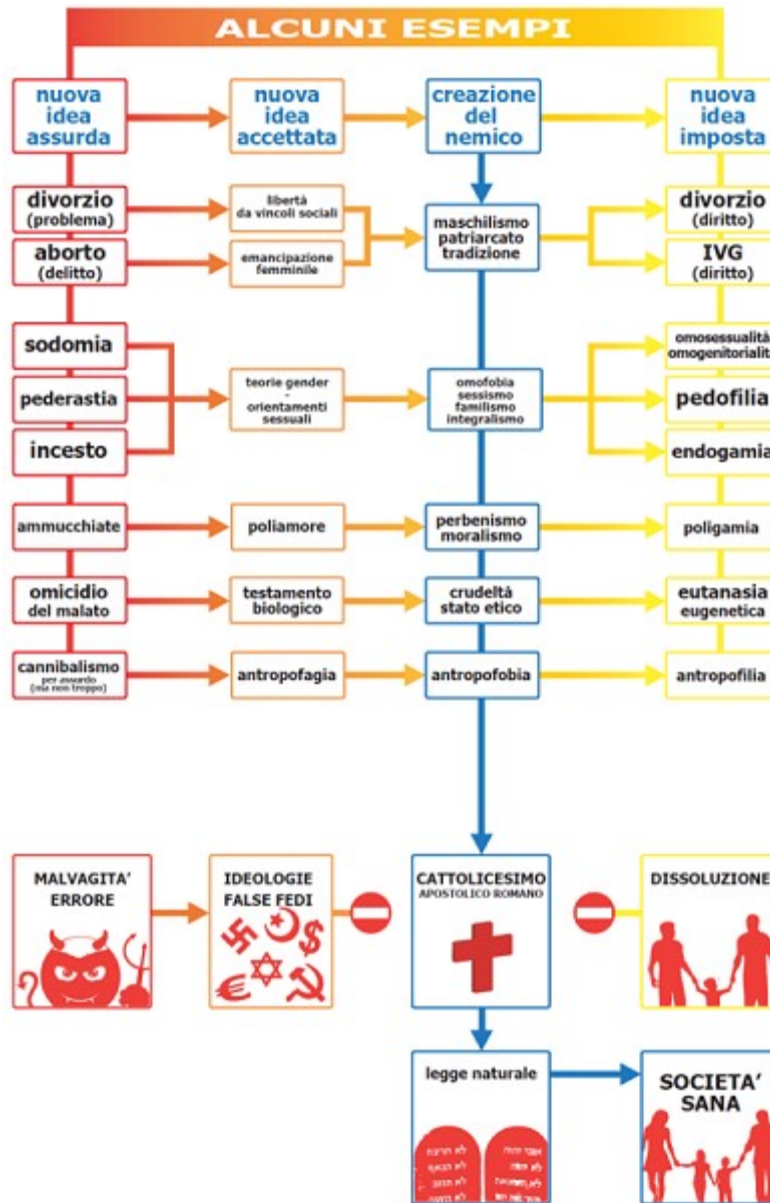 ALCUNI ESEMPI
nuova
idea
assurda
nuova
idea
accettata
creazione
del
nemico
nuova
idea
imposta
divorzio
(problema)
libertà
da vincoli sociali
maschilismo
patriarcato
tradizione
divorzio
(diritto)
aborto
(delitto)
emancipazione
femminile
IVG
(diritto)
sodomia
pederastia
incesto
teorie gender
-
orientamenti
sessuali
omofobia
sessismo
familismo
integralismo
omosessualità
omogenitorialit
pedofilia
endogamia
ammucchiate
poliamore
perbenismo
moralismo
poligamia
omicidio
del malato
testamento
biologico
crudeltà
stato etico
eutanasia
eugenetica
cannibalismo
per assurdo
(ma non troppo)
antropofagia
antropofobia
antropofilia
MALVAGITA'
ERRORE
IDEOLOGIE
FALSE FEDI
$
€
CATTOLICESIMO
APOSTOLICO ROMANO
DISSOLUZIONE
legge naturale
SOCIETA'
SANA